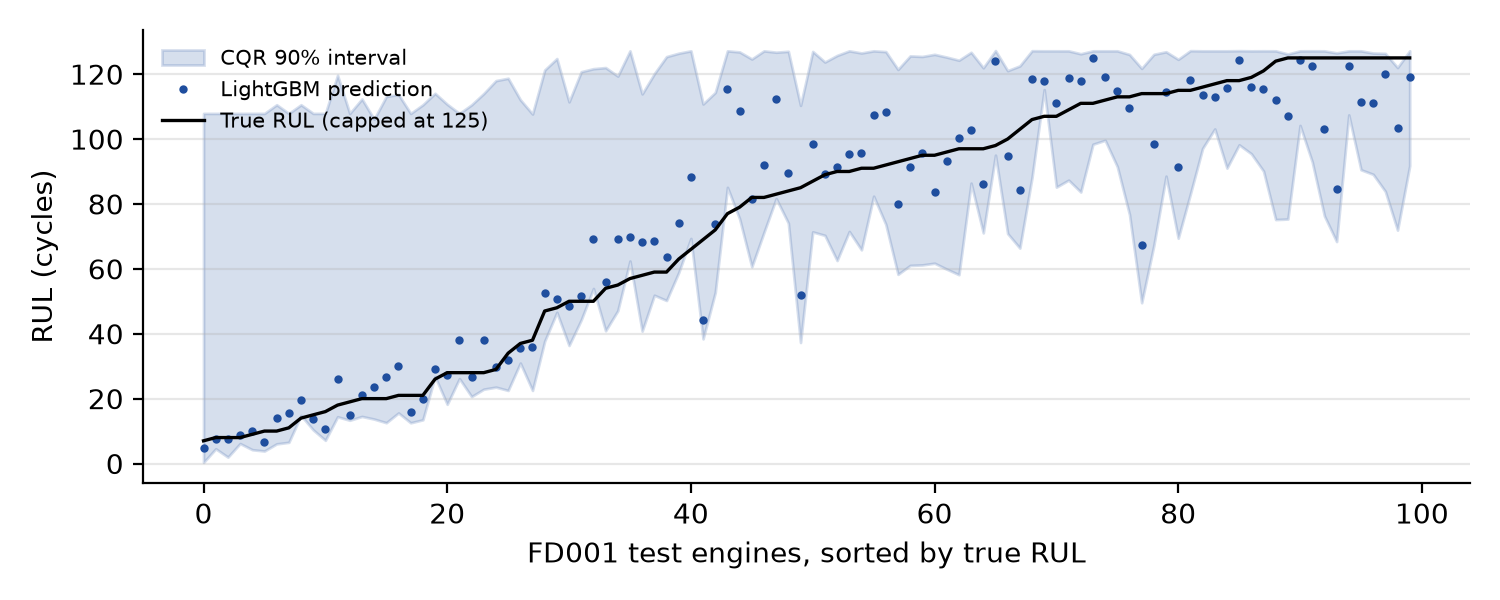 CQR 90% interval
LightGBM prediction
True RUL (capped at 125)
RUL (cycles)
120
100
80
60
40
20
0
0 20 40 60 80 100
FD001 test engines, sorted by true RUL